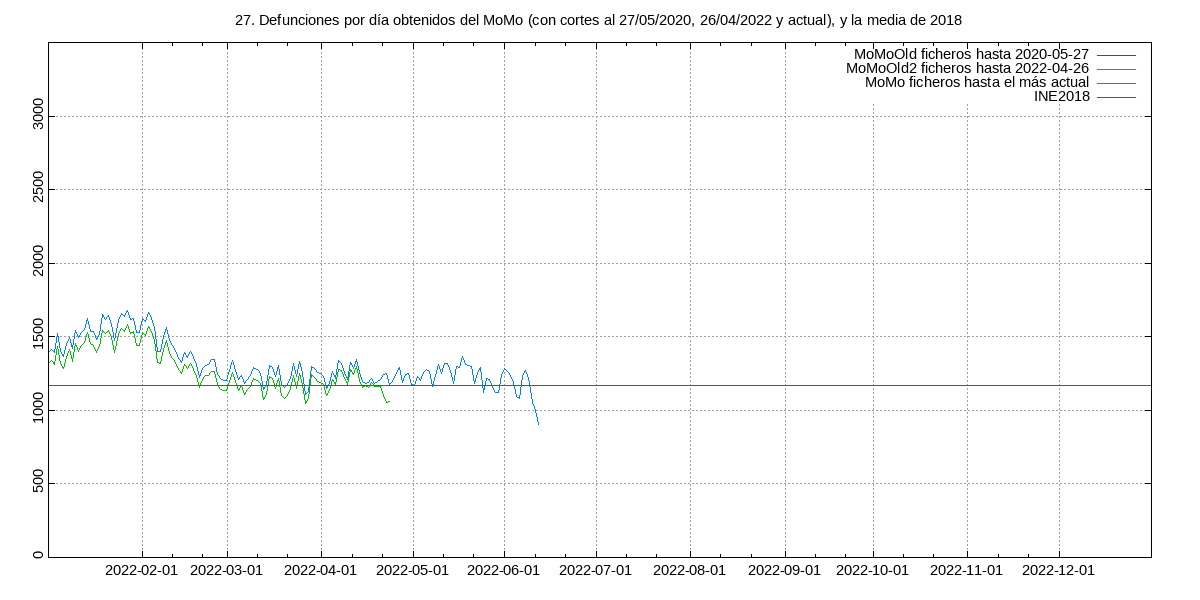 27. Defunciones por día obtenidos del MoMo (con cortes al 27/05/2020, 26/04/2022 y actual), y la media de 2018
MoMoOld ficheros hasta 2020-05-27
MoMoOld2 ficheros hasta 2022-04-26
MoMo ficheros hasta el más actual
INE2018
3000
2500
2000
1500
1000
500
0
2022-02-01 2022-03-01 2022-04-01 2022-05-01 2022-06-01 2022-07-01 2022-08-01 2022-09-01 2022-10-01 2022-11-01 2022-12-01